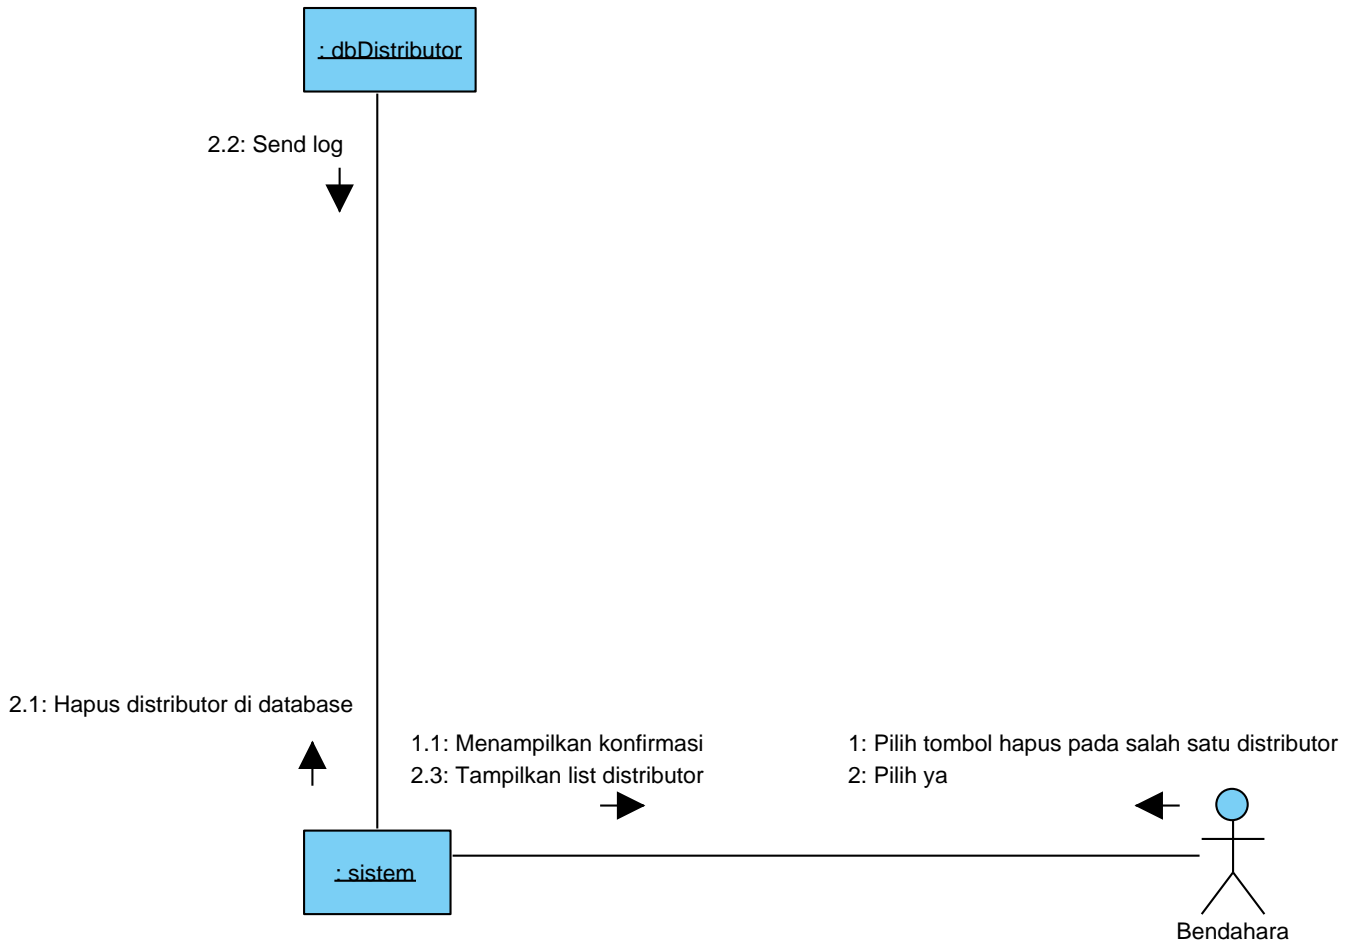 : dbDistributor
2.2: Send log
2.1: Hapus distributor di database
1.1: Menampilkan konfirmasi
2.3: Tampilkan list distributor
1: Pilih tombol hapus pada salah satu distributor
2: Pilih ya
: sistem
Bendahara